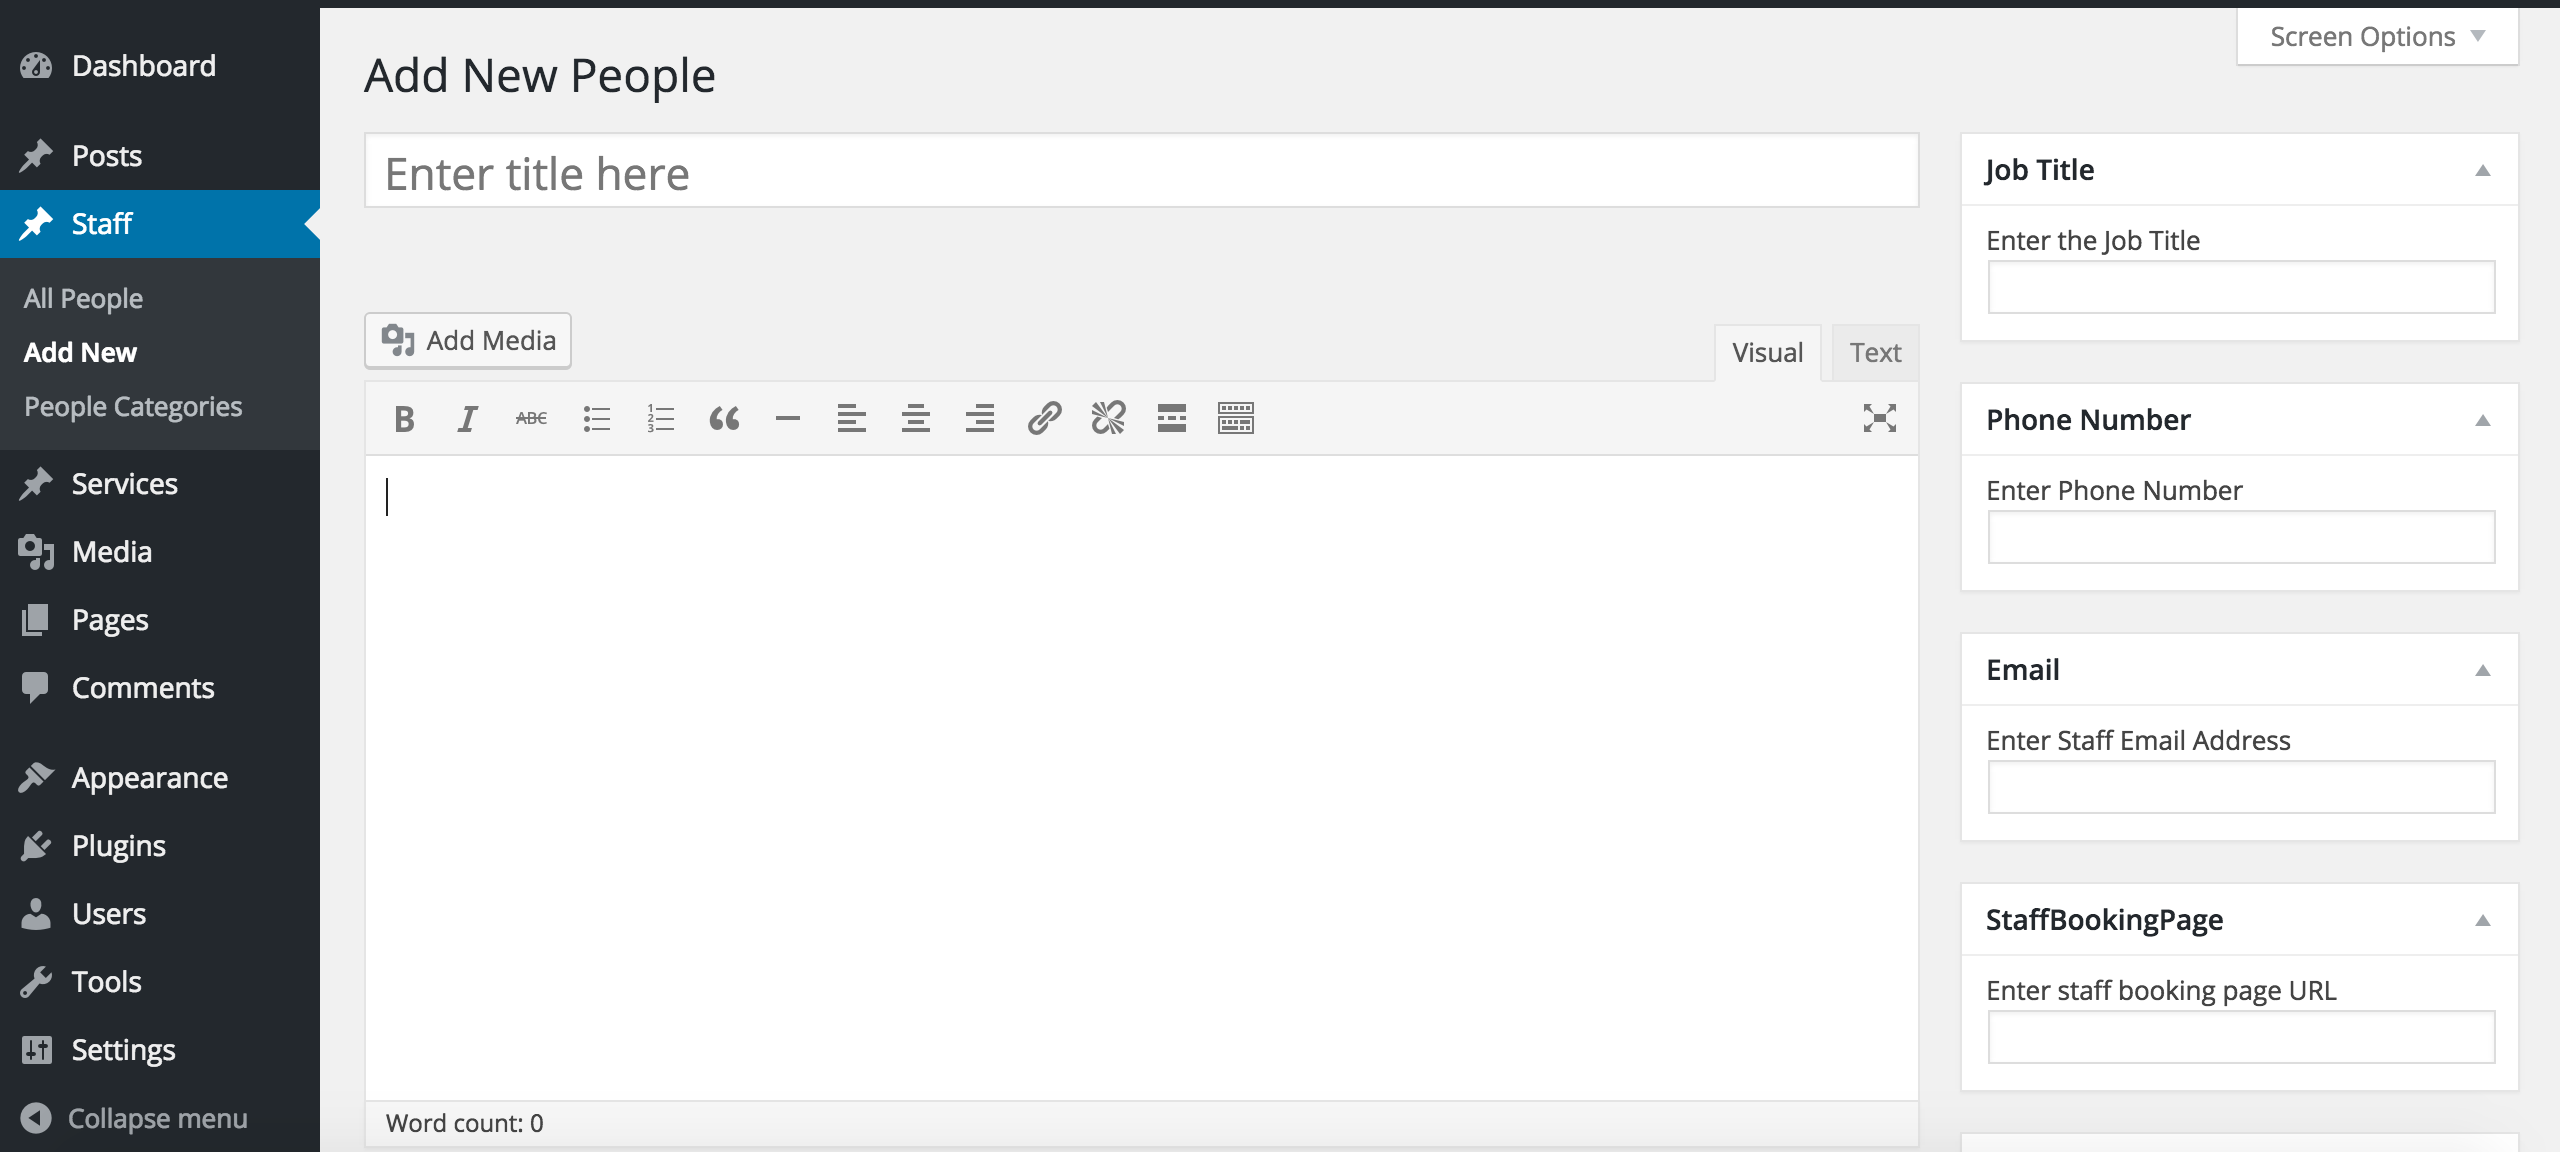 Dashboard
Posts
Staff
All People
Add New
People Categories
Services
Media
Pages
Comments
Appearance
Plugins
Users
Tools
Settings
Collapse menu
Screen Options
Add New People
Enter title here
Add Media
Visual
Text
B I ABC
Word count: 0
Job Title
Enter the Job Title
Phone Number
Enter Phone Number
Email
Enter Staff Email Address
StaffBookingPage
Enter staff booking page URL